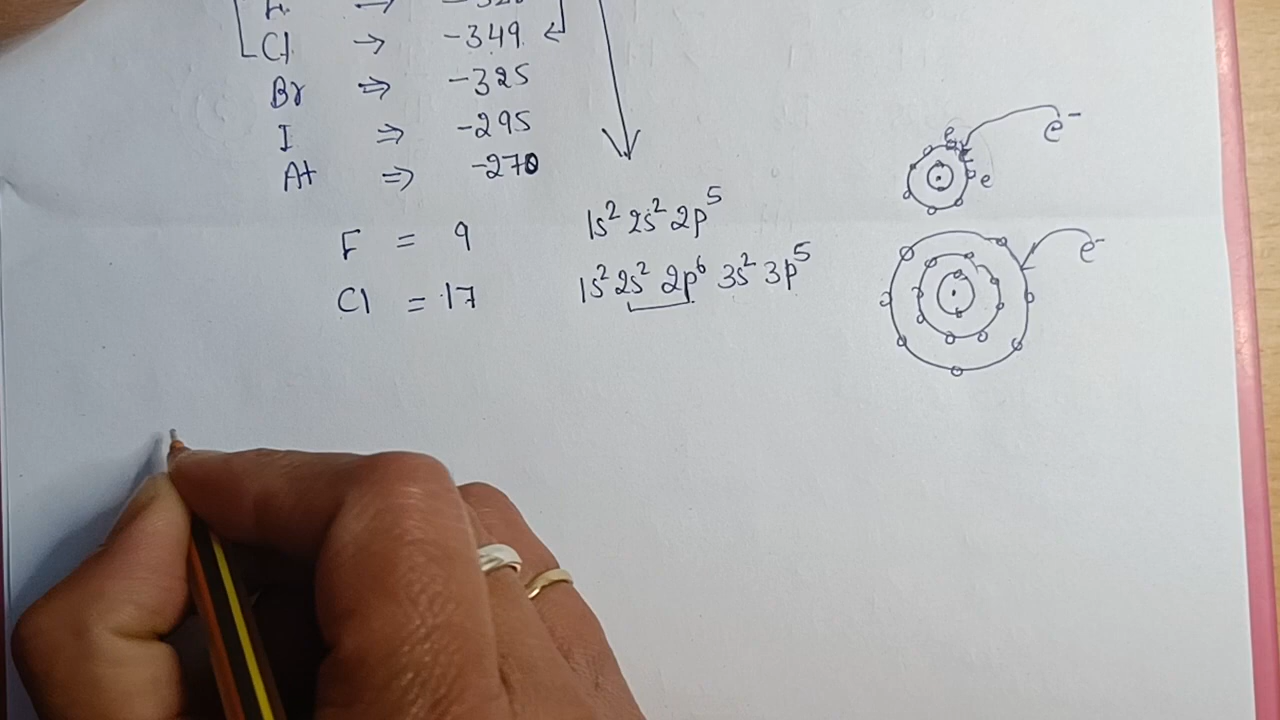 Cl → -349
Br ⇒ -325
I ⇒ -295
At ⇒ -270
F = 9 1s² 2s² 2p⁵
Cl = 17 1s² 2s² 2p⁶ 3s² 3p⁵
e⁻
e
e
e⁻